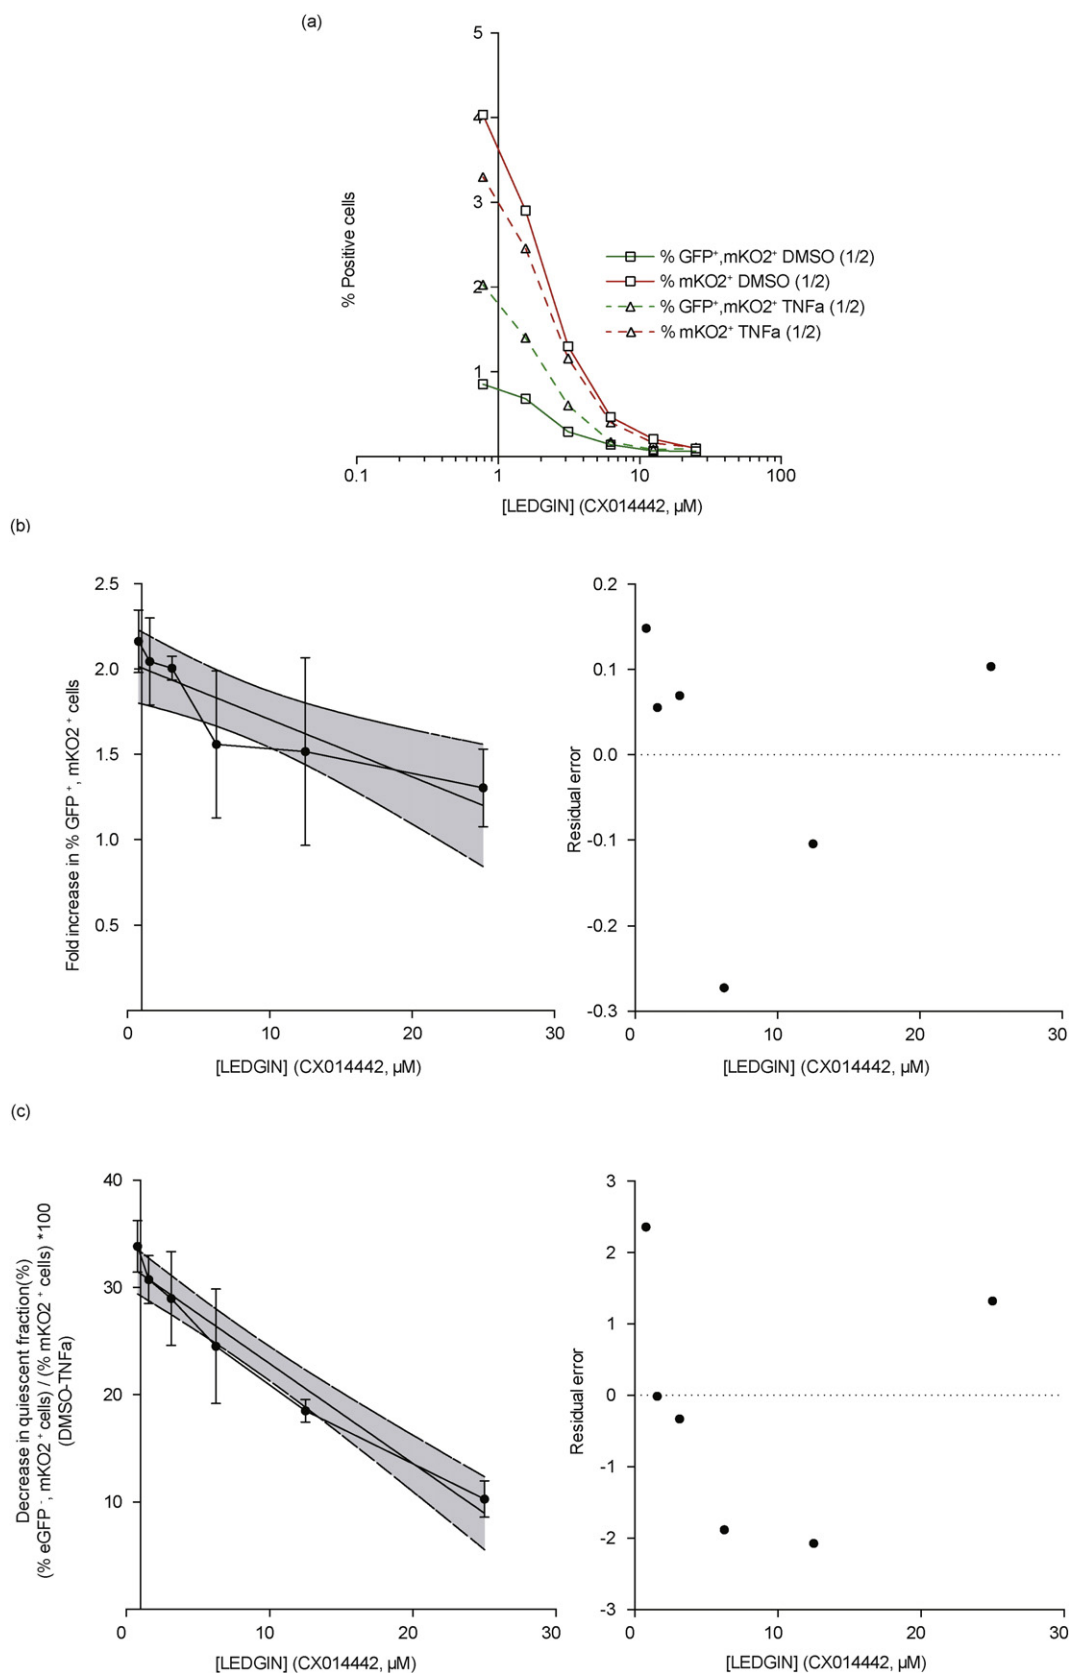 (a)
5
4
3
2
1
% Positive cells
0.1 1 10 100
[LEDGIN] (CX014442, µM)
% GFP⁺,mKO2⁺ DMSO (1/2)
% mKO2⁺ DMSO (1/2)
% GFP⁺,mKO2⁺ TNFa (1/2)
% mKO2⁺ TNFa (1/2)
(b)
2.5
2.0
1.5
1.0
0.5
Fold increase in % GFP⁺, mKO2⁺ cells
0 10 20 30
[LEDGIN] (CX014442, µM)
0.2
0.1
0.0
-0.1
-0.2
-0.3
Residual error
0 10 20 30
[LEDGIN] (CX014442, µM)
(c)
40
30
20
10
Decrease in quiescent fraction(%)
(% eGFP⁻, mKO2⁺ cells) / (% mKO2⁺ cells) *100
(DMSO-TNFa)
0 10 20 30
[LEDGIN] (CX014442, µM)
3
2
1
0
-1
-2
-3
Residual error
0 10 20 30
[LEDGIN] (CX014442, µM)